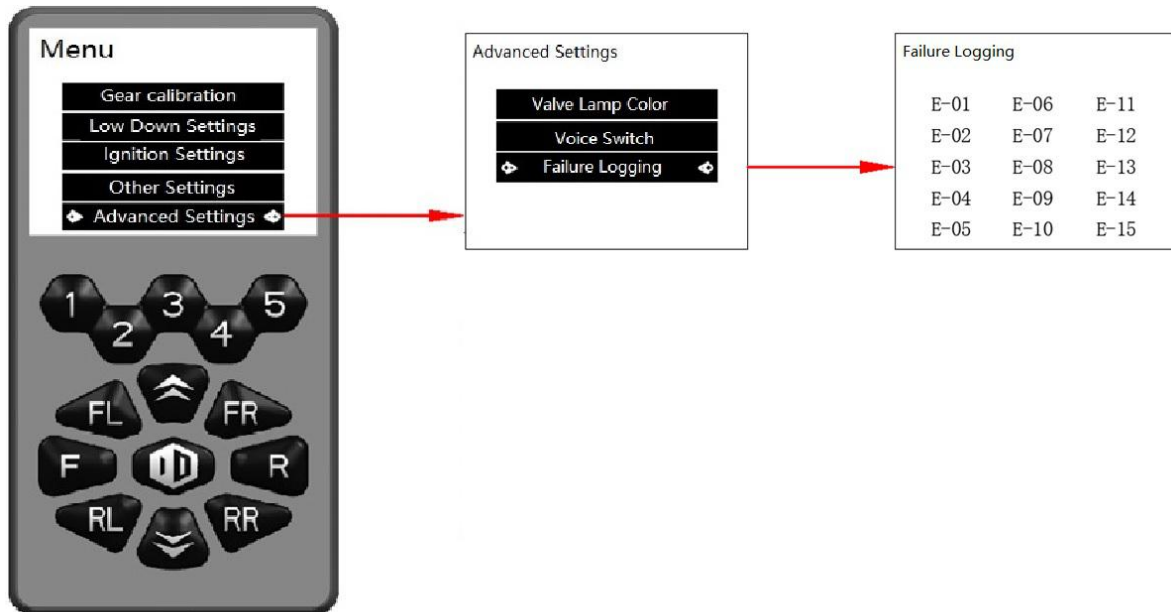 Menu
Gear calibration
Low Down Settings
Ignition Settings
Other Settings
Advanced Settings
1 2 3 4 5
FL FR
F R
RL RR
Advanced Settings
Valve Lamp Color
Voice Switch
Failure Logging
Failure Logging
E-01 E-06 E-11
E-02 E-07 E-12
E-03 E-08 E-13
E-04 E-09 E-14
E-05 E-10 E-15